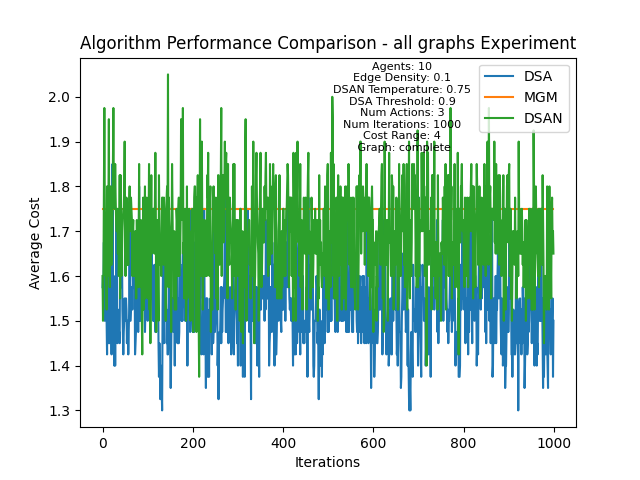 Algorithm Performance Comparison - all graphs Experiment
Agents: 10
Edge Density: 0.1
DSAN Temperature: 0.75
DSA Threshold: 0.9
Num Actions: 3
Num Iterations: 1000
Cost Range: 4
Graph: complete
DSA
MGM
DSAN
Average Cost
2.0
1.9
1.8
1.7
1.6
1.5
1.4
1.3
0
200
400
600
800
1000
Iterations